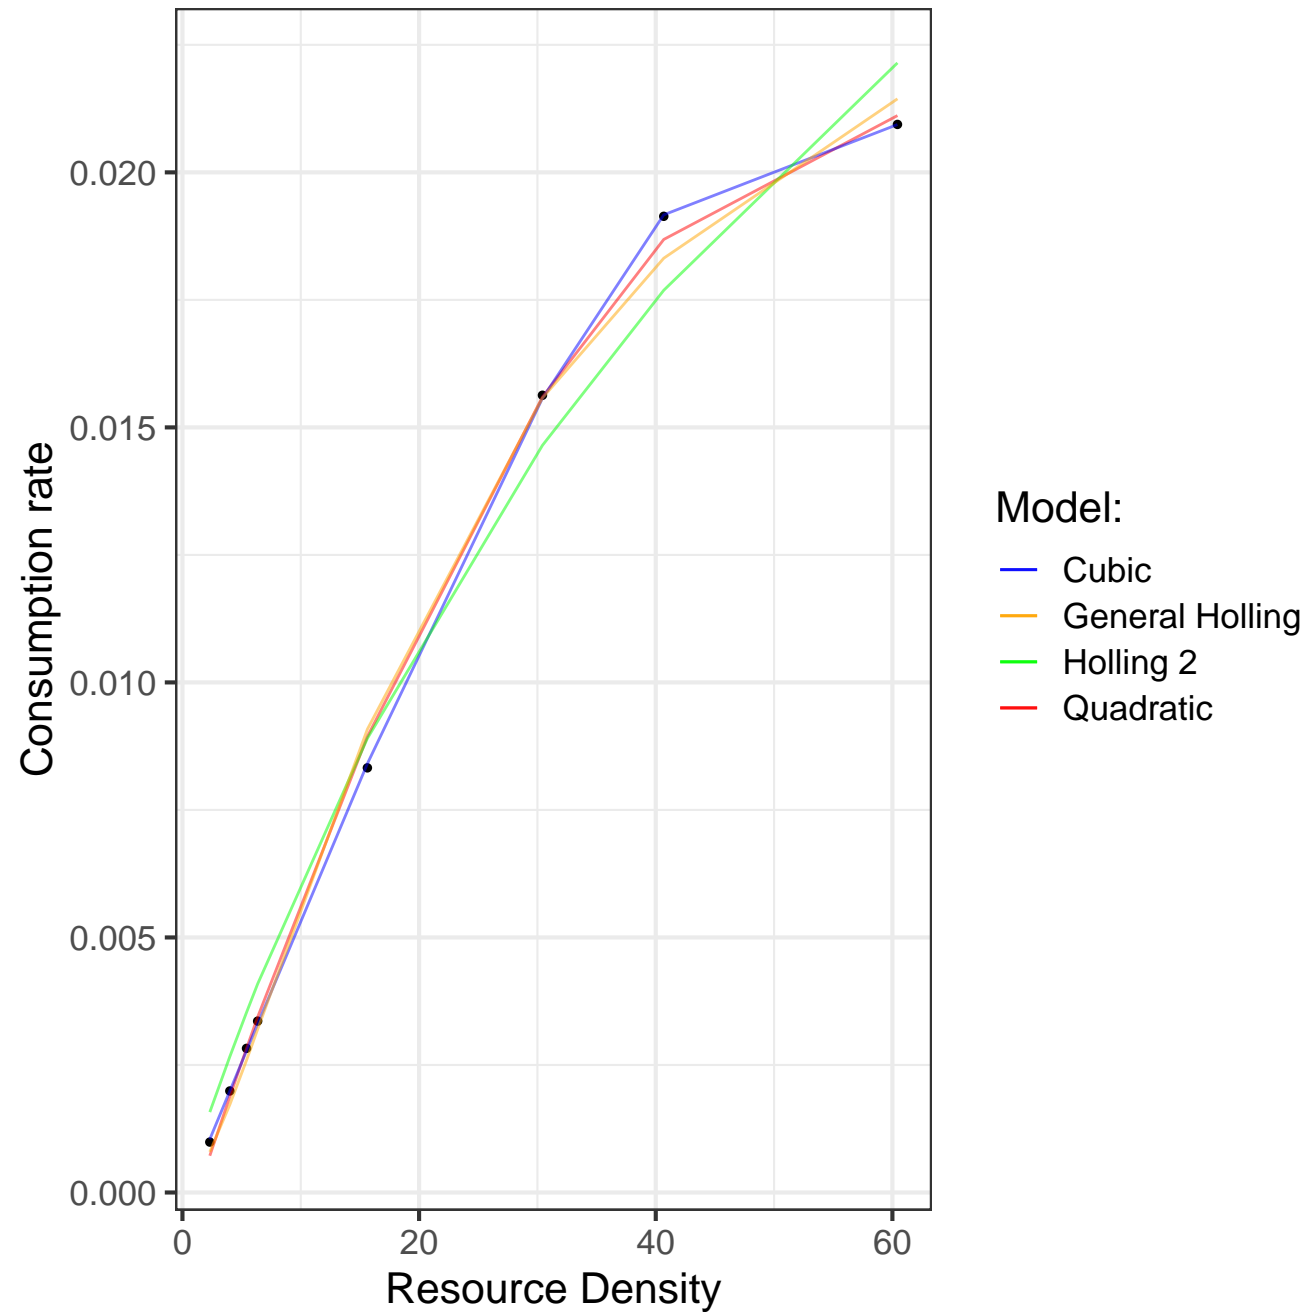 0.020
0.015
0.010
0.005
0.000
0
20
40
60
Consumption rate
Resource Density
Model:
Cubic
General Holling
Holling 2
Quadratic